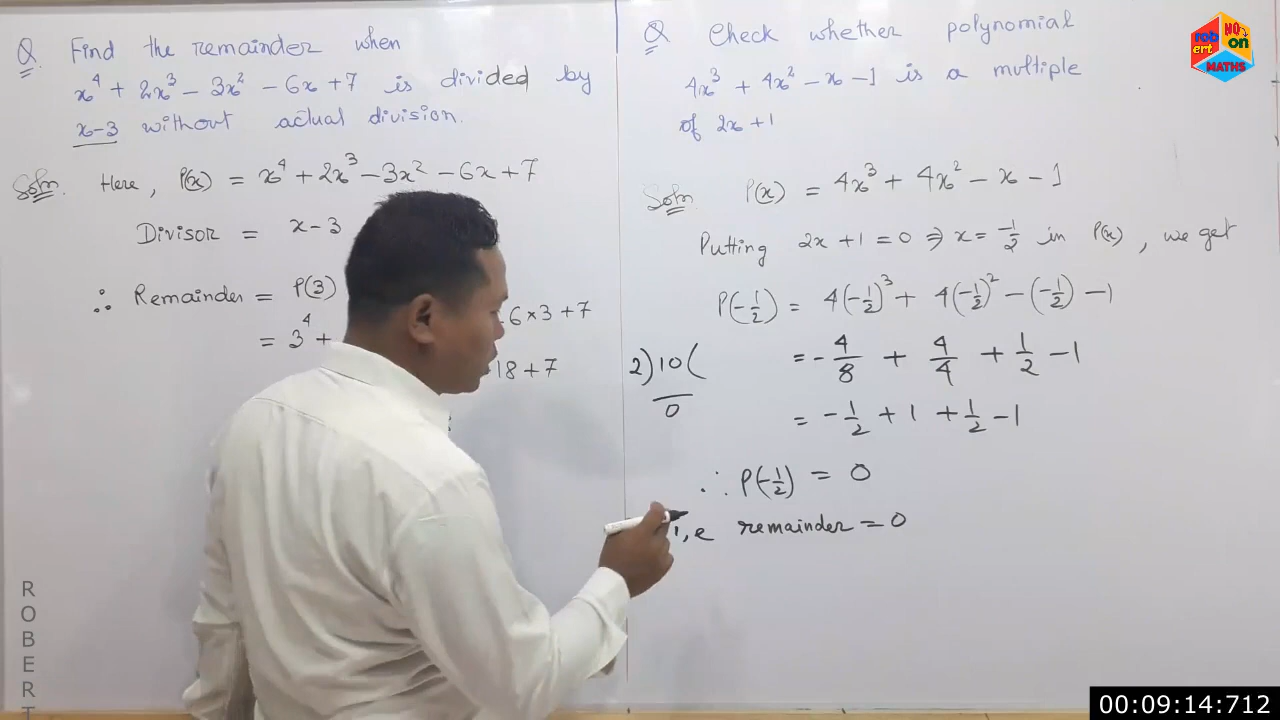 Q. Find the remainder when
x⁴ + 2x³ - 3x² - 6x + 7 is divided by
x-3 without actual division.
Soln. Here, P(x) = x⁴ + 2x³ - 3x² - 6x + 7
Divisor = x-3
∴ Remainder = P(3)
= 3⁴ + 6×3 + 7
18 + 7
Q. Check whether polynomial
4x³ + 4x² - x - 1 is a multiple
of 2x + 1
Soln. P(x) = 4x³ + 4x² - x - 1
Putting 2x + 1 = 0 ⇒ x = -1/2 in P(x), we get
P(-1/2) = 4(-1/2)³ + 4(-1/2)² - (-1/2) - 1
= - 4/8 + 4/4 + 1/2 - 1
= - 1/2 + 1 + 1/2 - 1
2)10(
0
∴ P(-1/2) = 0
i,e remainder = 0
rob ert
NO on
MATHS
ROBERT
00:09:14:712